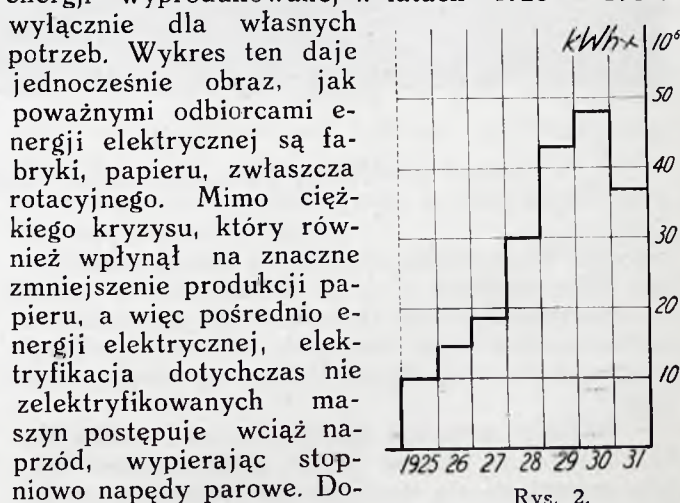 energji wyprodukowanej w latach
wyłącznie dla własnych
potrzeb. Wykres ten daje
jednocześnie obraz, jak
poważnymi odbiorcami e-
nergji elektrycznej są fa-
bryki, papieru, zwłaszcza
rotacyjnego. Mimo cięż-
kiego kryzysu, który rów-
nież wpłynął na znaczne
zmniejszenie produkcji pa-
pieru, a więc pośrednio e-
nergji elektrycznej, elek-
tryfikacja dotychczas nie
zelektryfikowanych ma-
szyn postępuje wciąż na-
przód, wypierając stop-
niowo napędy parowe. Do-
kWh× 10⁶
50
40
30
20
10
1925 26 27 28 29 30 31
Rys. 2.